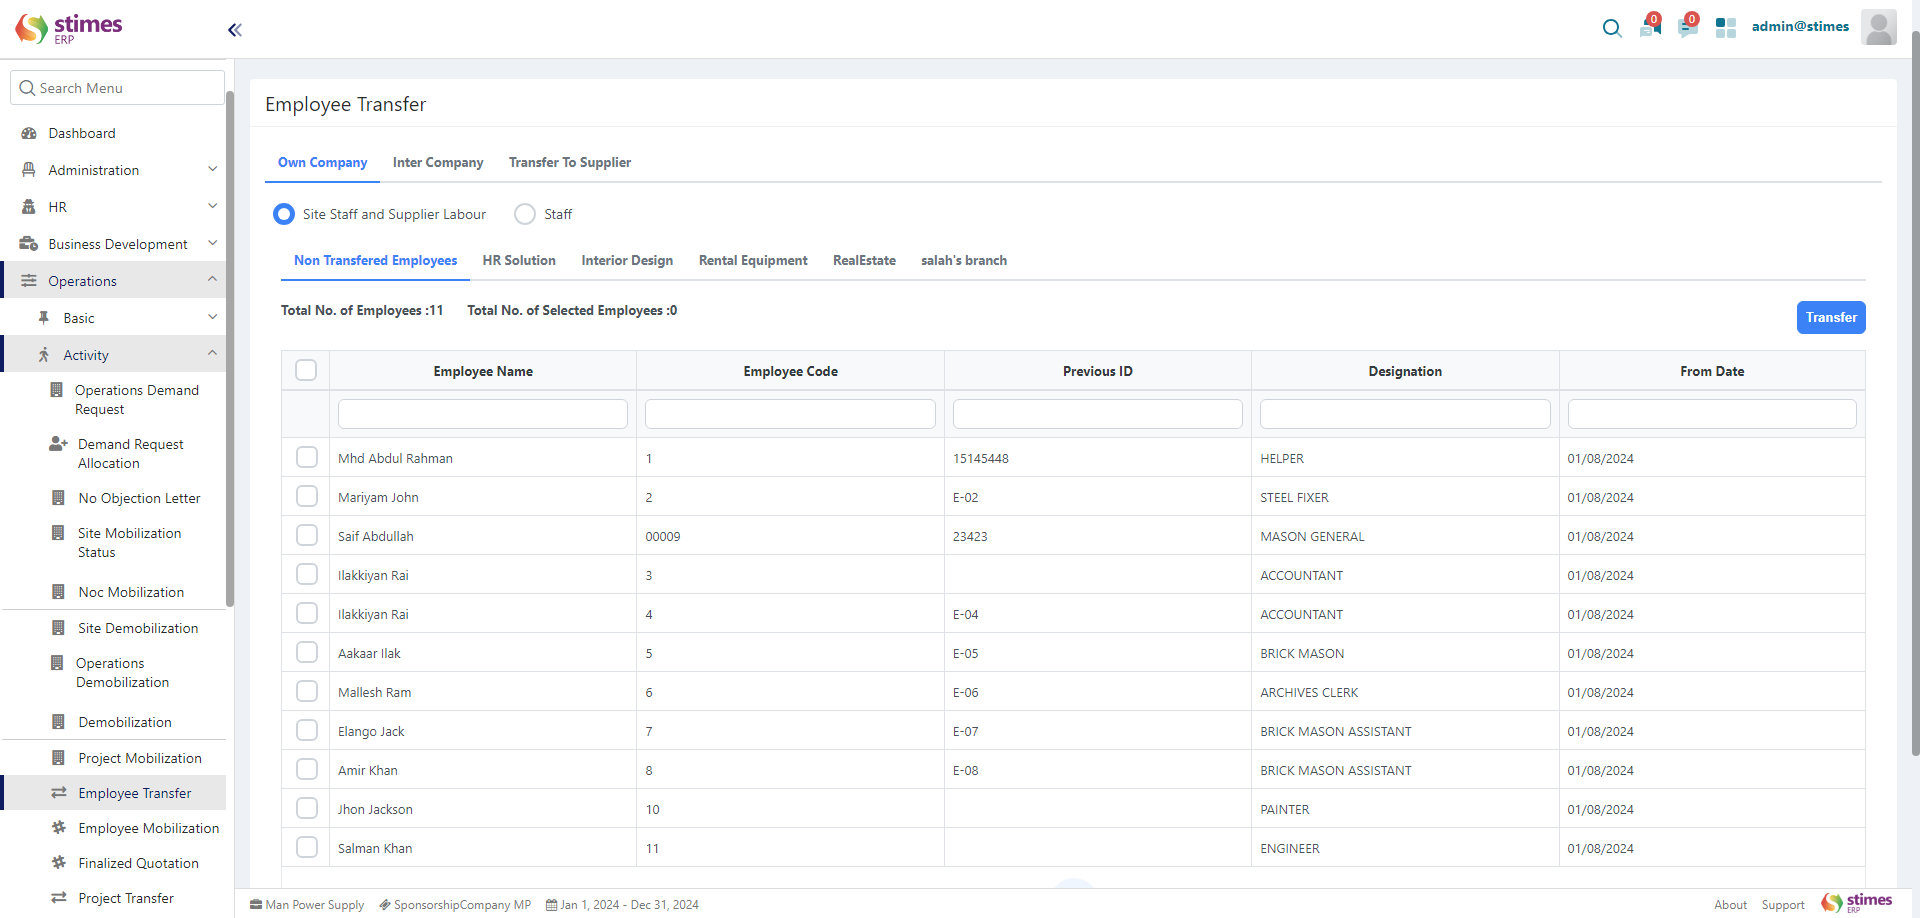 stimes
ERP
0
0
admin@stimes
Search Menu
Dashboard
Administration
HR
Business Development
Operations
Basic
Activity
Operations Demand
Request
Demand Request
Allocation
No Objection Letter
Site Mobilization
Status
Noc Mobilization
Site Demobilization
Operations
Demobilization
Demobilization
Project Mobilization
Employee Transfer
Employee Mobilization
Finalized Quotation
Project Transfer
Employee Transfer
Own Company Inter Company Transfer To Supplier
Site Staff and Supplier Labour Staff
Non Transfered Employees HR Solution Interior Design Rental Equipment RealEstate salah's branch
Total No. of Employees :11 Total No. of Selected Employees :0
Transfer
Employee Name Employee Code Previous ID Designation From Date
Mhd Abdul Rahman 1 15145448 HELPER 01/08/2024
Mariyam John 2 E-02 STEEL FIXER 01/08/2024
Saif Abdullah 00009 23423 MASON GENERAL 01/08/2024
Ilakkiyan Rai 3 ACCOUNTANT 01/08/2024
Ilakkiyan Rai 4 E-04 ACCOUNTANT 01/08/2024
Aakaar Ilak 5 E-05 BRICK MASON 01/08/2024
Mallesh Ram 6 E-06 ARCHIVES CLERK 01/08/2024
Elango Jack 7 E-07 BRICK MASON ASSISTANT 01/08/2024
Amir Khan 8 E-08 BRICK MASON ASSISTANT 01/08/2024
Jhon Jackson 10 PAINTER 01/08/2024
Salman Khan 11 ENGINEER 01/08/2024
Man Power Supply SponsorshipCompany MP Jan 1, 2024 - Dec 31, 2024
About Support stimes
ERP